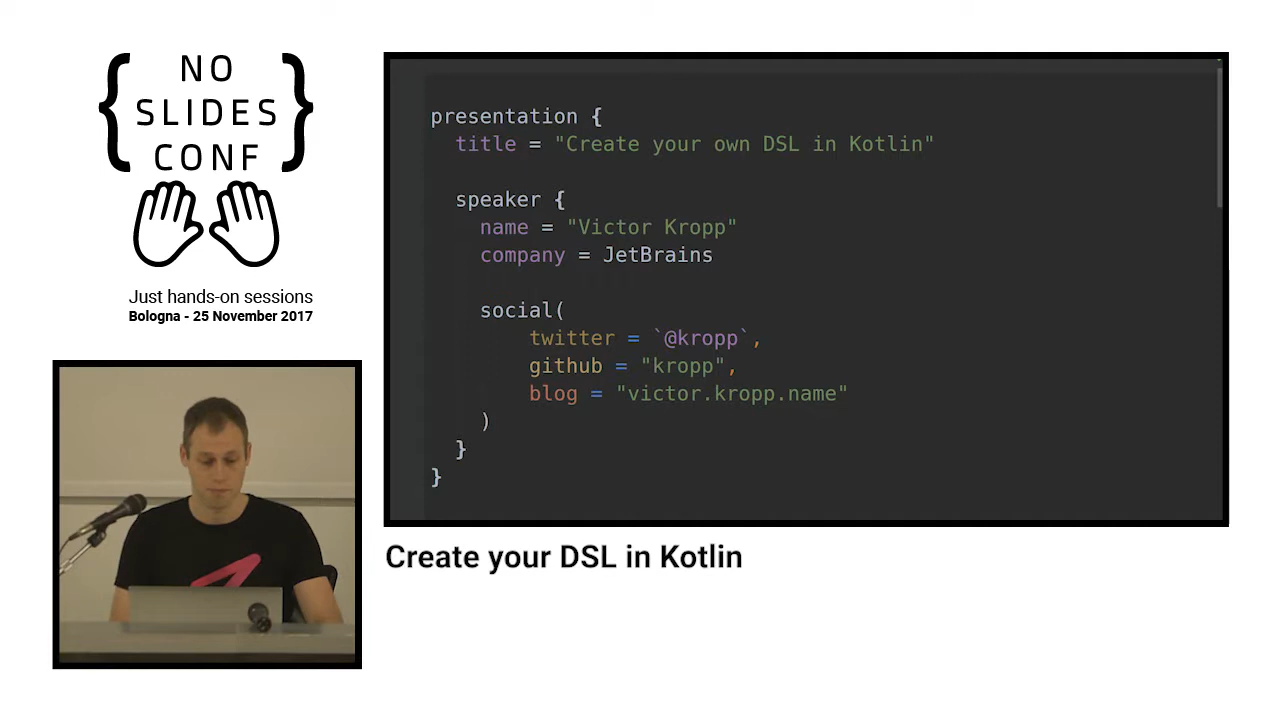 NO
SLIDES
CONF
Just hands-on sessions
Bologna - 25 November 2017
presentation {
title = "Create your own DSL in Kotlin"
speaker {
name = "Victor Kropp"
company = JetBrains
social(
twitter = `@kropp`,
github = "kropp",
blog = "victor.kropp.name"
)
}
}
Create your DSL in Kotlin